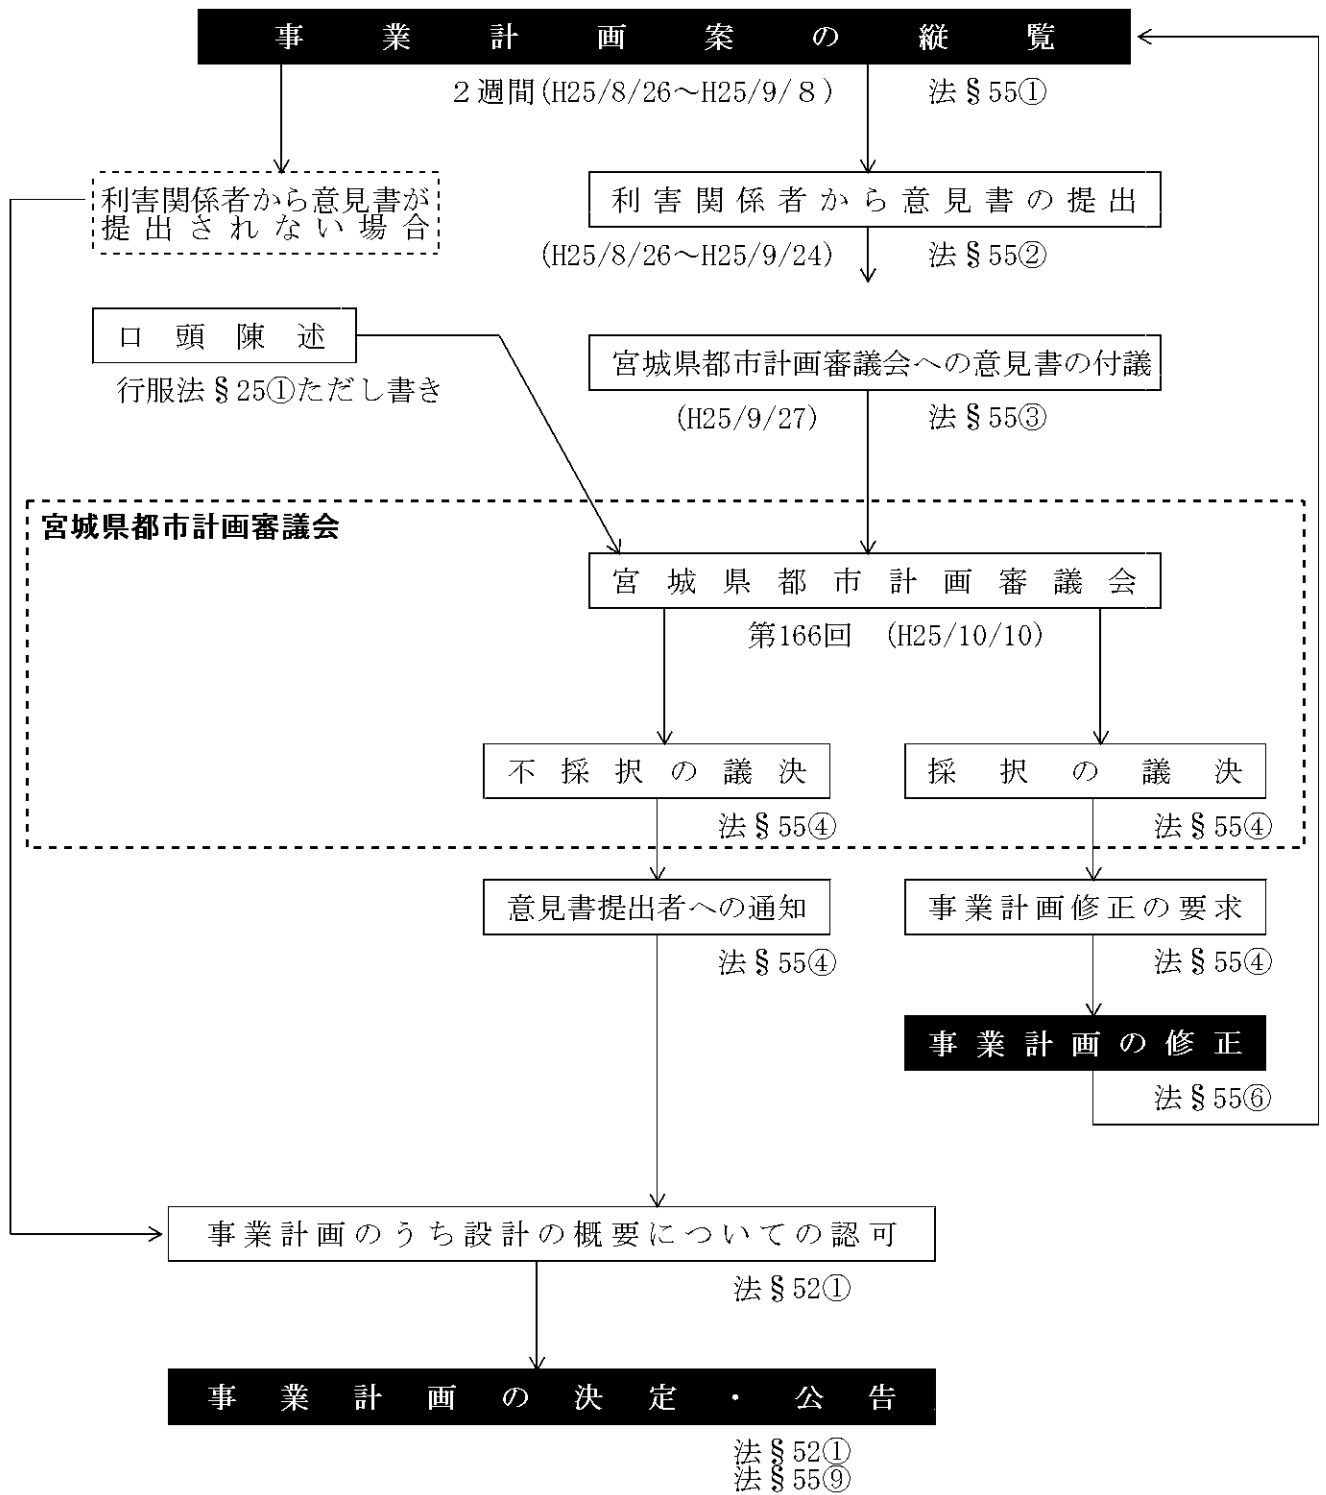 事業計画案の縦覧
2週間(H25/8/26～H25/9/8) 法§55①
利害関係者から意見書が
提出されない場合
利害関係者から意見書の提出
(H25/8/26～H25/9/24) 法§55②
口頭陳述
行服法§25①ただし書き
宮城県都市計画審議会への意見書の付議
(H25/9/27) 法§55③
宮城県都市計画審議会
宮城県都市計画審議会
第166回 (H25/10/10)
不採択の議決
採択の議決
法§55④
法§55④
意見書提出者への通知
事業計画修正の要求
法§55④
法§55④
事業計画の修正
法§55⑥
事業計画のうち設計の概要についての認可
法§52①
事業計画の決定・公告
法§52①
法§55⑨